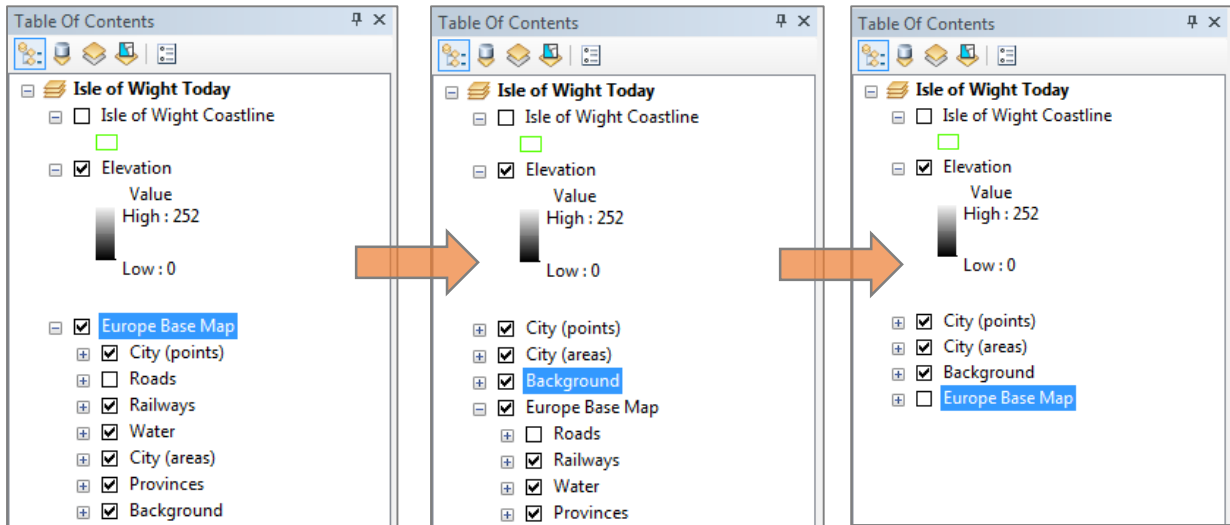 Table Of Contents
Isle of Wight Today
Isle of Wight Coastline
Elevation
Value
High : 252
Low : 0
Europe Base Map
City (points)
Roads
Railways
Water
City (areas)
Provinces
Background
Table Of Contents
Isle of Wight Today
Isle of Wight Coastline
Elevation
Value
High : 252
Low : 0
City (points)
City (areas)
Background
Europe Base Map
Roads
Railways
Water
Provinces
Table Of Contents
Isle of Wight Today
Isle of Wight Coastline
Elevation
Value
High : 252
Low : 0
City (points)
City (areas)
Background
Europe Base Map